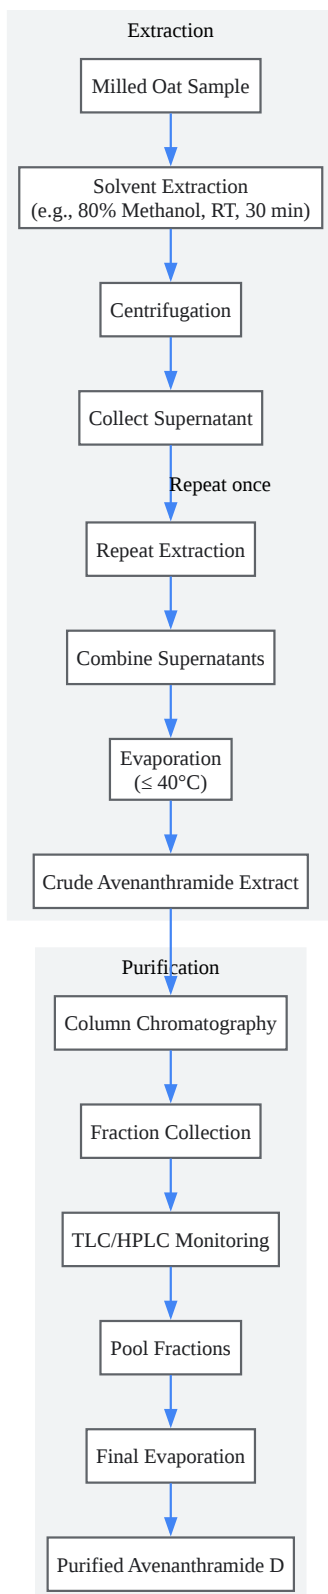 Extraction
Milled Oat Sample
Solvent Extraction
(e.g., 80% Methanol, RT, 30 min)
Centrifugation
Collect Supernatant
Repeat once
Repeat Extraction
Combine Supernatants
Evaporation
(≤ 40°C)
Crude Avenanthramide Extract
Purification
Column Chromatography
Fraction Collection
TLC/HPLC Monitoring
Pool Fractions
Final Evaporation
Purified Avenanthramide D